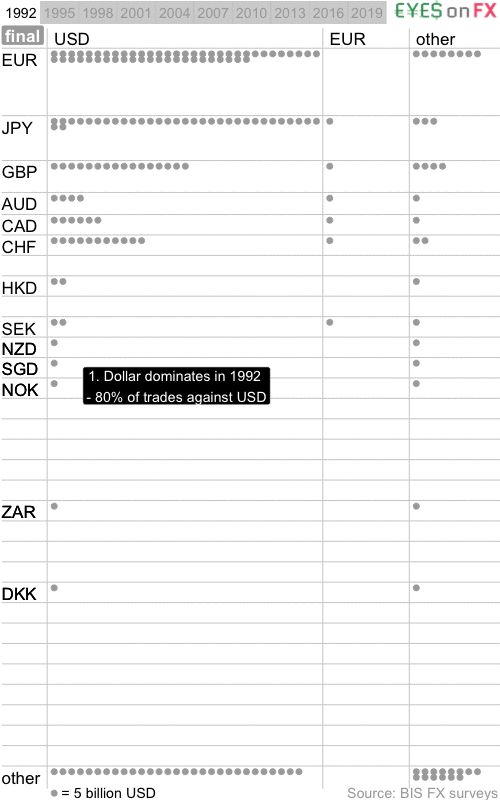 1992 1995 1998 2001 2004 2007 2010 2013 2016 2019 €¥€$ on FX
final USD EUR other
EUR
JPY
GBP
AUD
CAD
CHF
HKD
SEK
NZD
SGD
1. Dollar dominates in 1992
NOK
- 80% of trades against USD
ZAR
DKK
other
= 5 billion USD Source: BIS FX surveys